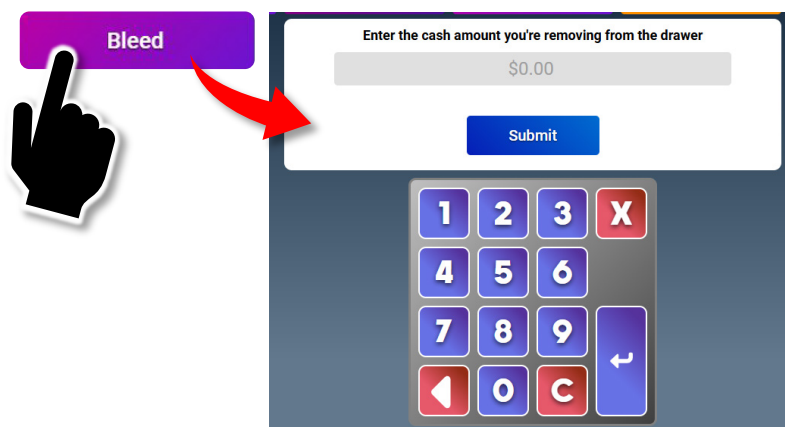 Bleed
Enter the cash amount you're removing from the drawer
$0.00
Submit
1 2 3 X
4 5 6
7 8 9
0 C